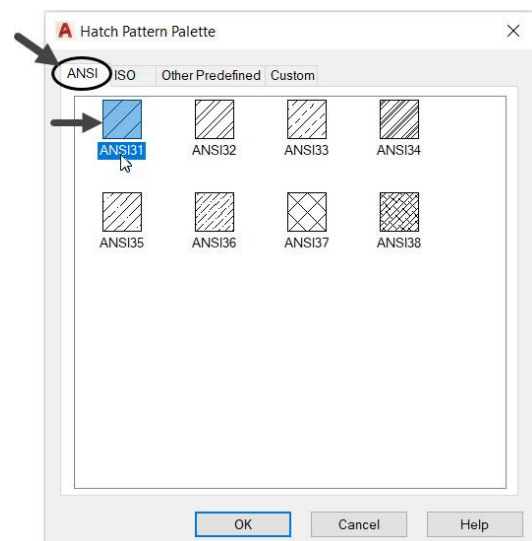 A Hatch Pattern Palette
ANSI ISO Other Predefined Custom
ANSI31 ANSI32 ANSI33 ANSI34
ANSI35 ANSI36 ANSI37 ANSI38
OK Cancel Help